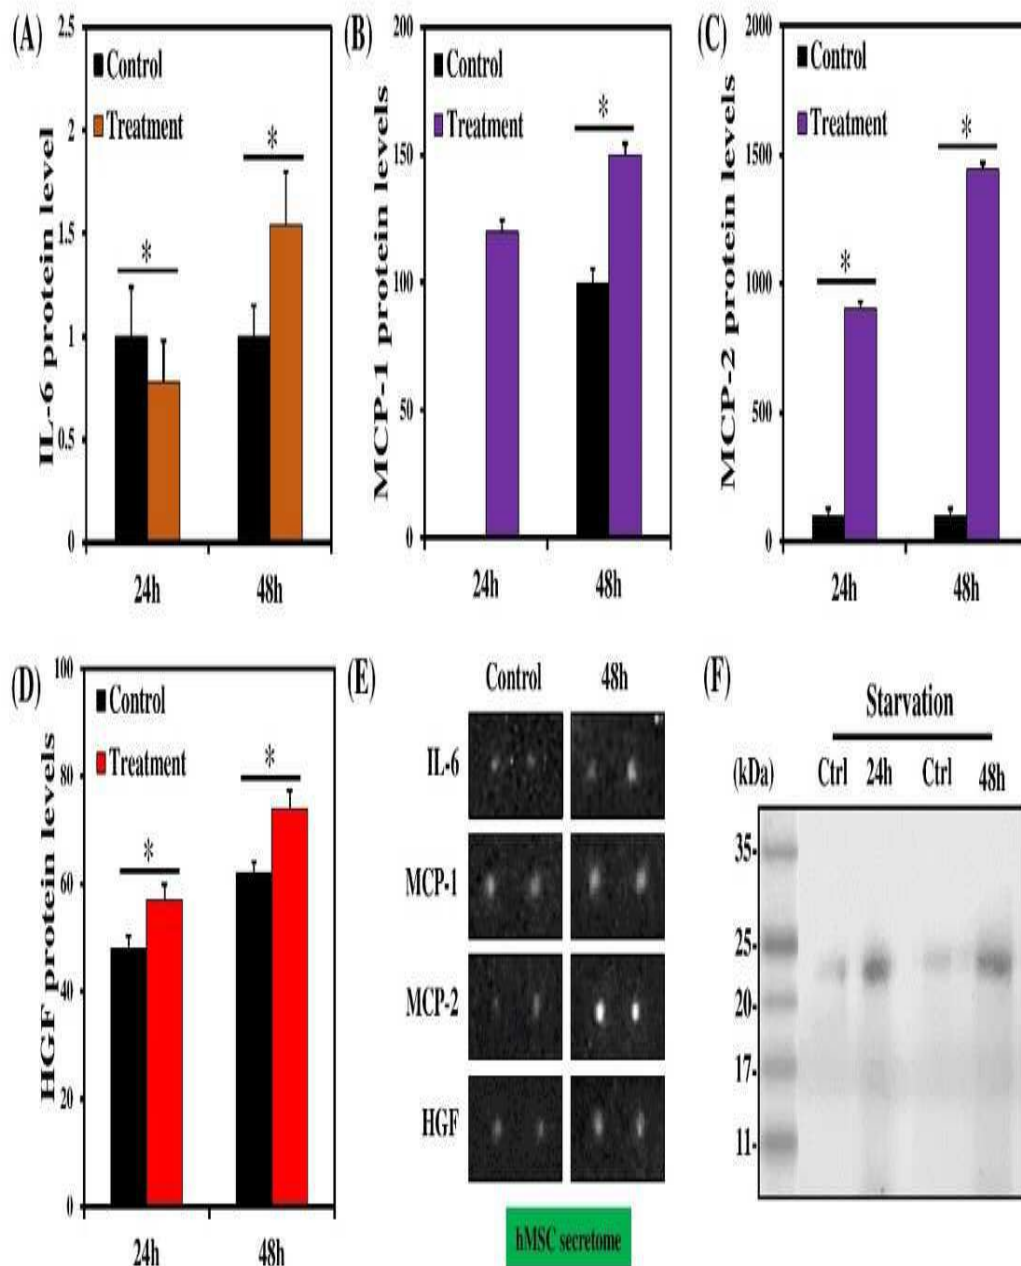 (A)
IL-6 protein level
2.5
2
1.5
1
0.5
0
Control
Treatment
*
*
24h
48h
(B)
MCP-1 protein levels
200
150
100
50
0
Control
Treatment
*
24h
48h
(C)
MCP-2 protein levels
2000
1500
1000
500
0
Control
Treatment
*
*
24h
48h
(D)
HGF protein levels
100
80
60
40
20
0
Control
Treatment
*
*
24h
48h
(E)
Control 48h
IL-6
MCP-1
MCP-2
HGF
hMSC secretome
(F)
Starvation
(kDa) Ctrl 24h Ctrl 48h
35-
25-
20-
17-
11-